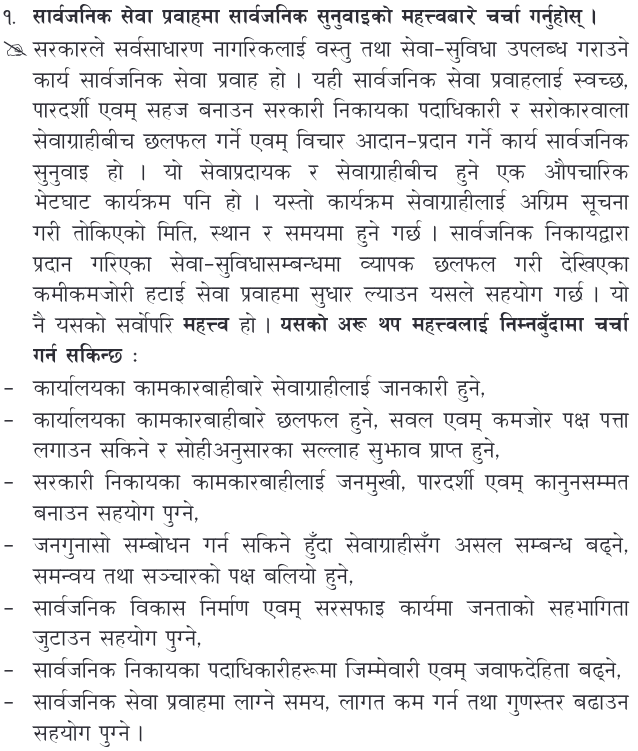 १. सार्वजनिक सेवा प्रवाहमा सार्वजनिक सुनुवाइको महत्त्वबारे चर्चा गर्नुहोस् ।
सरकारले सर्वसाधारण नागरिकलाई वस्तु तथा सेवा-सुविधा उपलब्ध गराउने
कार्य सार्वजनिक सेवा प्रवाह हो । यही सार्वजनिक सेवा प्रवाहलाई स्वच्छ,
पारदर्शी एवम् सहज बनाउन सरकारी निकायका पदाधिकारी र सरोकारवाला
सेवाग्राहीबीच छलफल गर्ने एवम् विचार आदान-प्रदान गर्ने कार्य सार्वजनिक
सुनुवाइ हो । यो सेवाप्रदायक र सेवाग्राहीबीच हुने एक औपचारिक
भेटघाट कार्यक्रम पनि हो । यस्तो कार्यक्रम सेवाग्राहीलाई अग्रिम सूचना
गरी तोकिएको मिति, स्थान र समयमा हुने गर्छ । सार्वजनिक निकायद्वारा
प्रदान गरिएका सेवा-सुविधासम्बन्धमा व्यापक छलफल गरी देखिएका
कमीकमजोरी हटाई सेवा प्रवाहमा सुधार ल्याउन यसले सहयोग गर्छ । यो
नै यसको सर्वोपरि महत्त्व हो । यसको अरू थप महत्त्वलाई निम्नबुँदामा चर्चा
गर्न सकिन्छ :
- कार्यालयका कामकारबाहीबारे सेवाग्राहीलाई जानकारी हुने,
- कार्यालयका कामकारबाहीबारे छलफल हुने, सवल एवम् कमजोर पक्ष पत्ता
लगाउन सकिने र सोहीअनुसारका सल्लाह सुझाव प्राप्त हुने,
- सरकारी निकायका कामकारबाहीलाई जनमुखी, पारदर्शी एवम् कानुनसम्मत
बनाउन सहयोग पुग्ने,
- जनगुनासो सम्बोधन गर्न सकिने हुँदा सेवाग्राहीसँग असल सम्बन्ध बढ्ने,
समन्वय तथा सञ्चारको पक्ष बलियो हुने,
- सार्वजनिक विकास निर्माण एवम् सरसफाइ कार्यमा जनताको सहभागिता
जुटाउन सहयोग पुग्ने,
- सार्वजनिक निकायका पदाधिकारीहरूमा जिम्मेवारी एवम् जवाफदेहिता बढ्ने,
- सार्वजनिक सेवा प्रवाहमा लाग्ने समय, लागत कम गर्न तथा गुणस्तर बढाउन
सहयोग पुग्ने ।